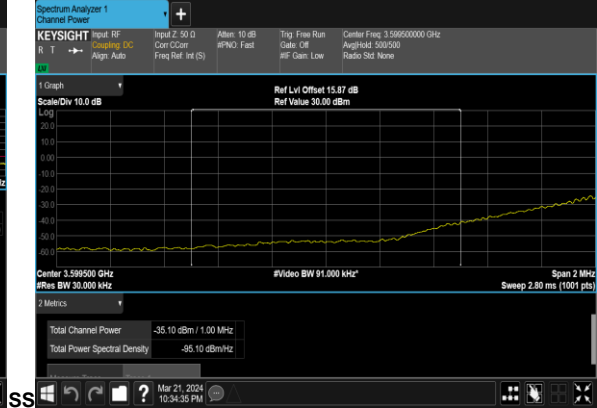 Spectrum Analyzer 1
Channel Power
+
KEYSIGHT Input: RF Input Z: 50 Ω Atten: 10 dB Trig: Free Run Center Freq: 3.599500000 GHz
R T Coupling: DC Corr CCorr #PNO: Fast Gate: Off Avg|Hold: 500/500
Align: Auto Freq Ref: Int (S) #IF Gain: Low Radio Std: None
1 Graph
Ref Lvl Offset 15.87 dB
Scale/Div 10.0 dB Ref Value 30.00 dBm
Log
20.0
10.0
0.00
-10.0
-20.0
-30.0
-40.0
-50.0
-60.0
Center 3.599500 GHz #Video BW 91.000 kHz* Span 2 MHz
#Res BW 30.000 kHz Sweep 2.80 ms (1001 pts)
2 Metrics
Total Channel Power -35.10 dBm / 1.00 MHz
Total Power Spectral Density -95.10 dBm/Hz
? Mar 21, 2024
10:34:35 PM
ss